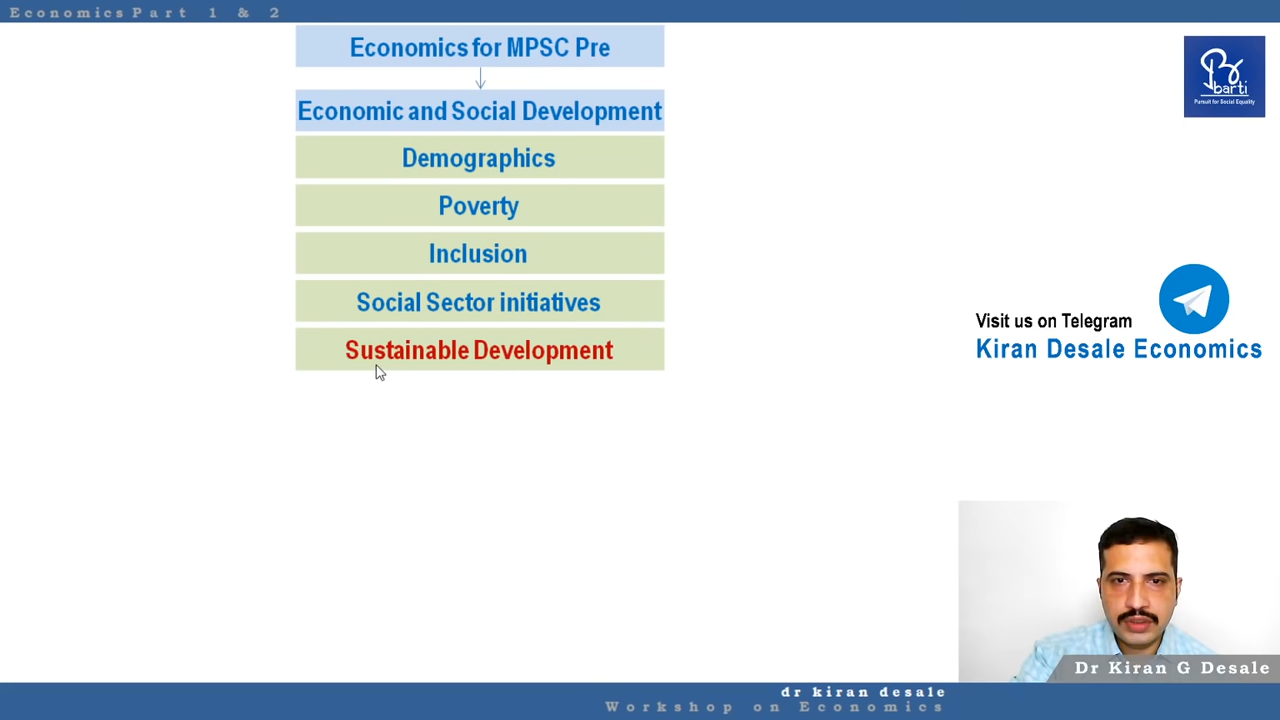 Economics Part 1 & 2
Economics for MPSC Pre
Economic and Social Development
Demographics
Poverty
Inclusion
Social Sector initiatives
Sustainable Development
barti
Pursuit for Social Equality
Visit us on Telegram
Kiran Desale Economics
Dr Kiran G Desale
dr kiran desale
Workshop on Economics